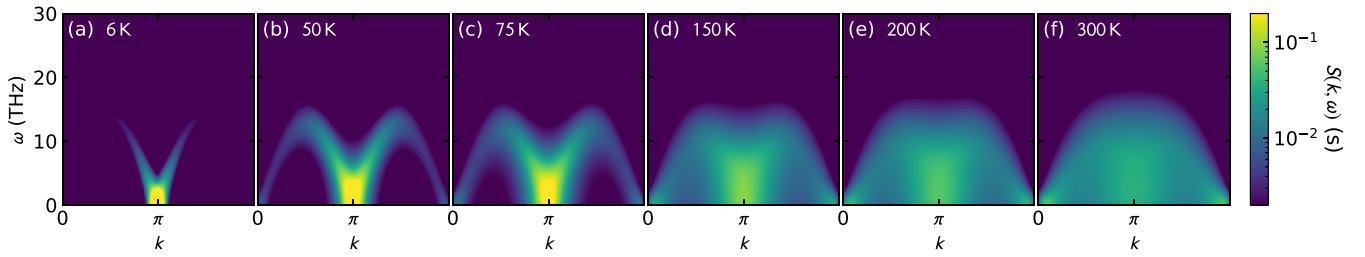 30
20
10
0
ω (THz)
(a) 6 K
(b) 50 K
(c) 75 K
(d) 150 K
(e) 200 K
(f) 300 K
0 π 0 π 0 π 0 π 0 π 0 π
k k k k k k
10⁻¹
10⁻²
S(k, ω) (s)